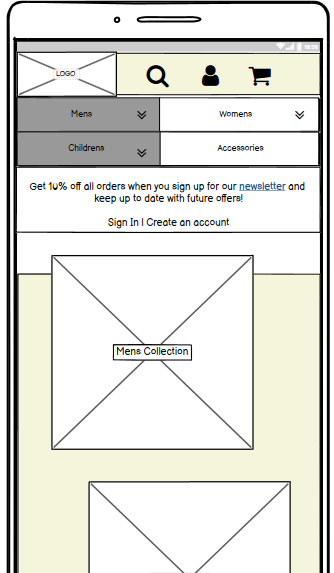 LOGO
Mens
Womens
Childrens
Accessories
Get 10% off all orders when you sign up for our newsletter and
keep up to date with future offers!
Sign In | Create an account
Mens Collection